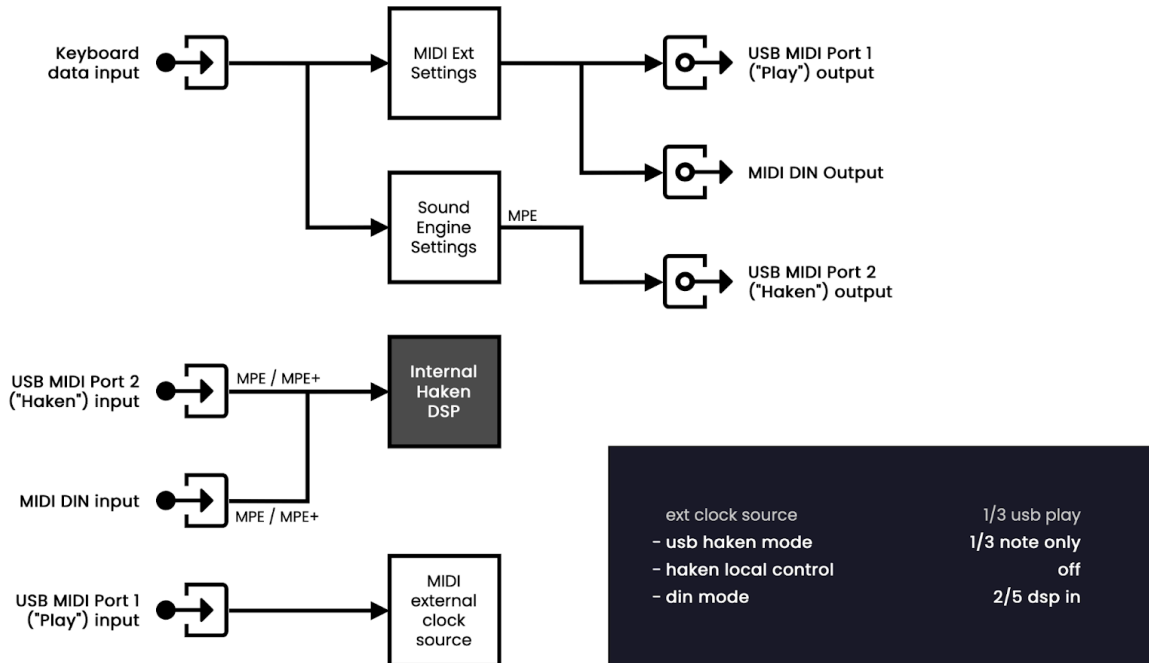 Keyboard
data input
MIDI Ext
Settings
USB MIDI Port 1
("Play") output
MIDI DIN Output
Sound
Engine
Settings
MPE
USB MIDI Port 2
("Haken") output
USB MIDI Port 2
("Haken") input
MPE / MPE+
Internal
Haken
DSP
MIDI DIN input
MPE / MPE+
USB MIDI Port 1
("Play") input
MIDI
external
clock
source
ext clock source 1/3 usb play
- usb haken mode 1/3 note only
- haken local control off
- din mode 2/5 dsp in